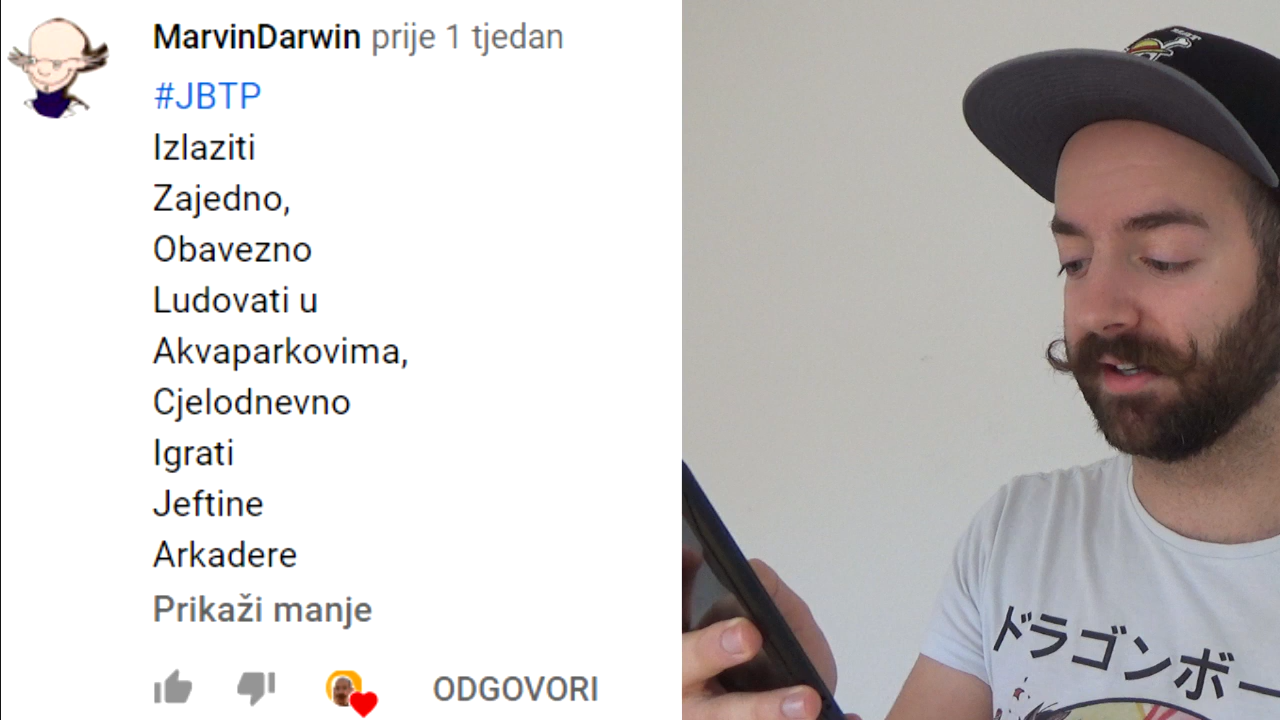 MarvinDarwin prije 1 tjedan
#JBTP
Izlaziti
Zajedno,
Obavezno
Ludovati u
Akvaparkovima,
Cjelodnevno
Igrati
Jeftine
Arkadere
Prikaži manje
ODGOVORI
ドラゴンボー